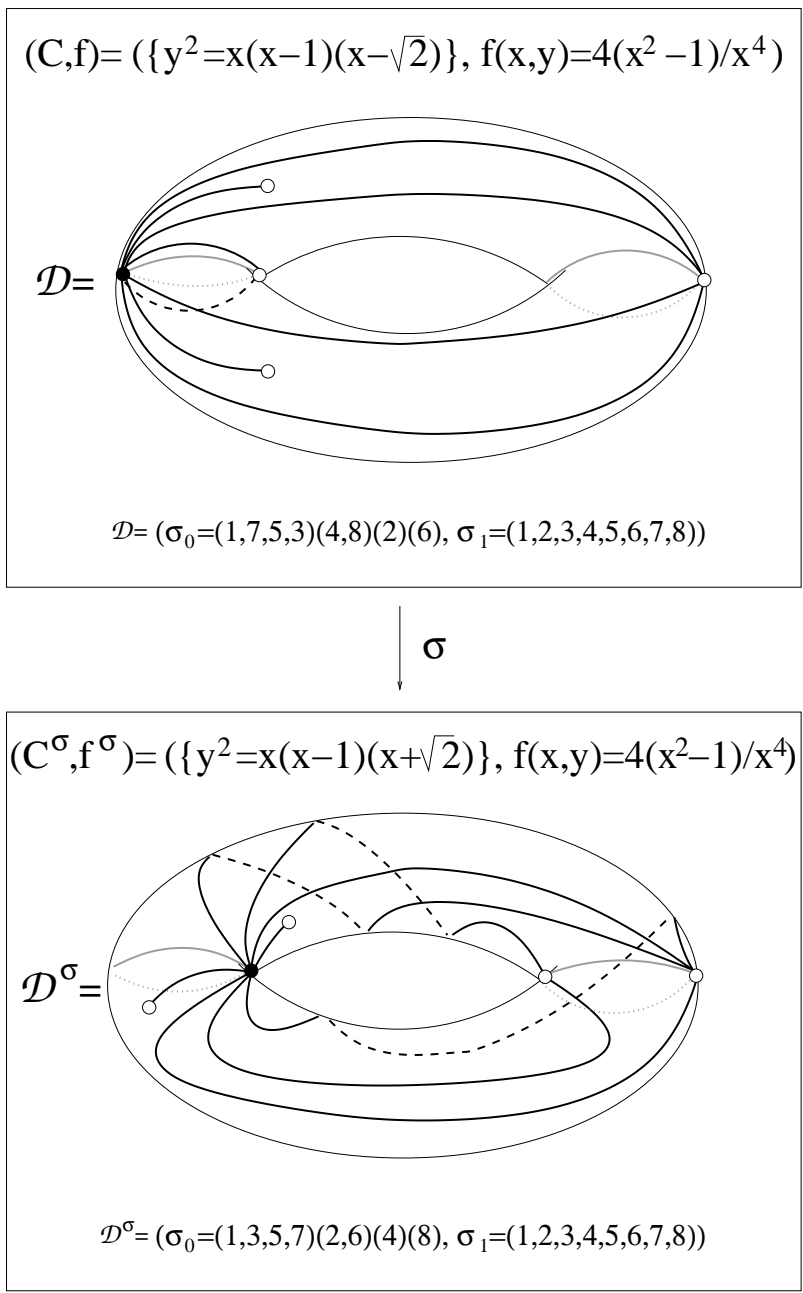 (C,f)= ({y²=x(x−1)(x−√2)}, f(x,y)=4(x²−1)/x⁴)
𝒟=
𝒟= (σ₀=(1,7,5,3)(4,8)(2)(6), σ₁=(1,2,3,4,5,6,7,8))
σ
(C^σ,f^σ)= ({y²=x(x−1)(x+√2)}, f(x,y)=4(x²−1)/x⁴)
𝒟^σ=
𝒟^σ= (σ₀=(1,3,5,7)(2,6)(4)(8), σ₁=(1,2,3,4,5,6,7,8))